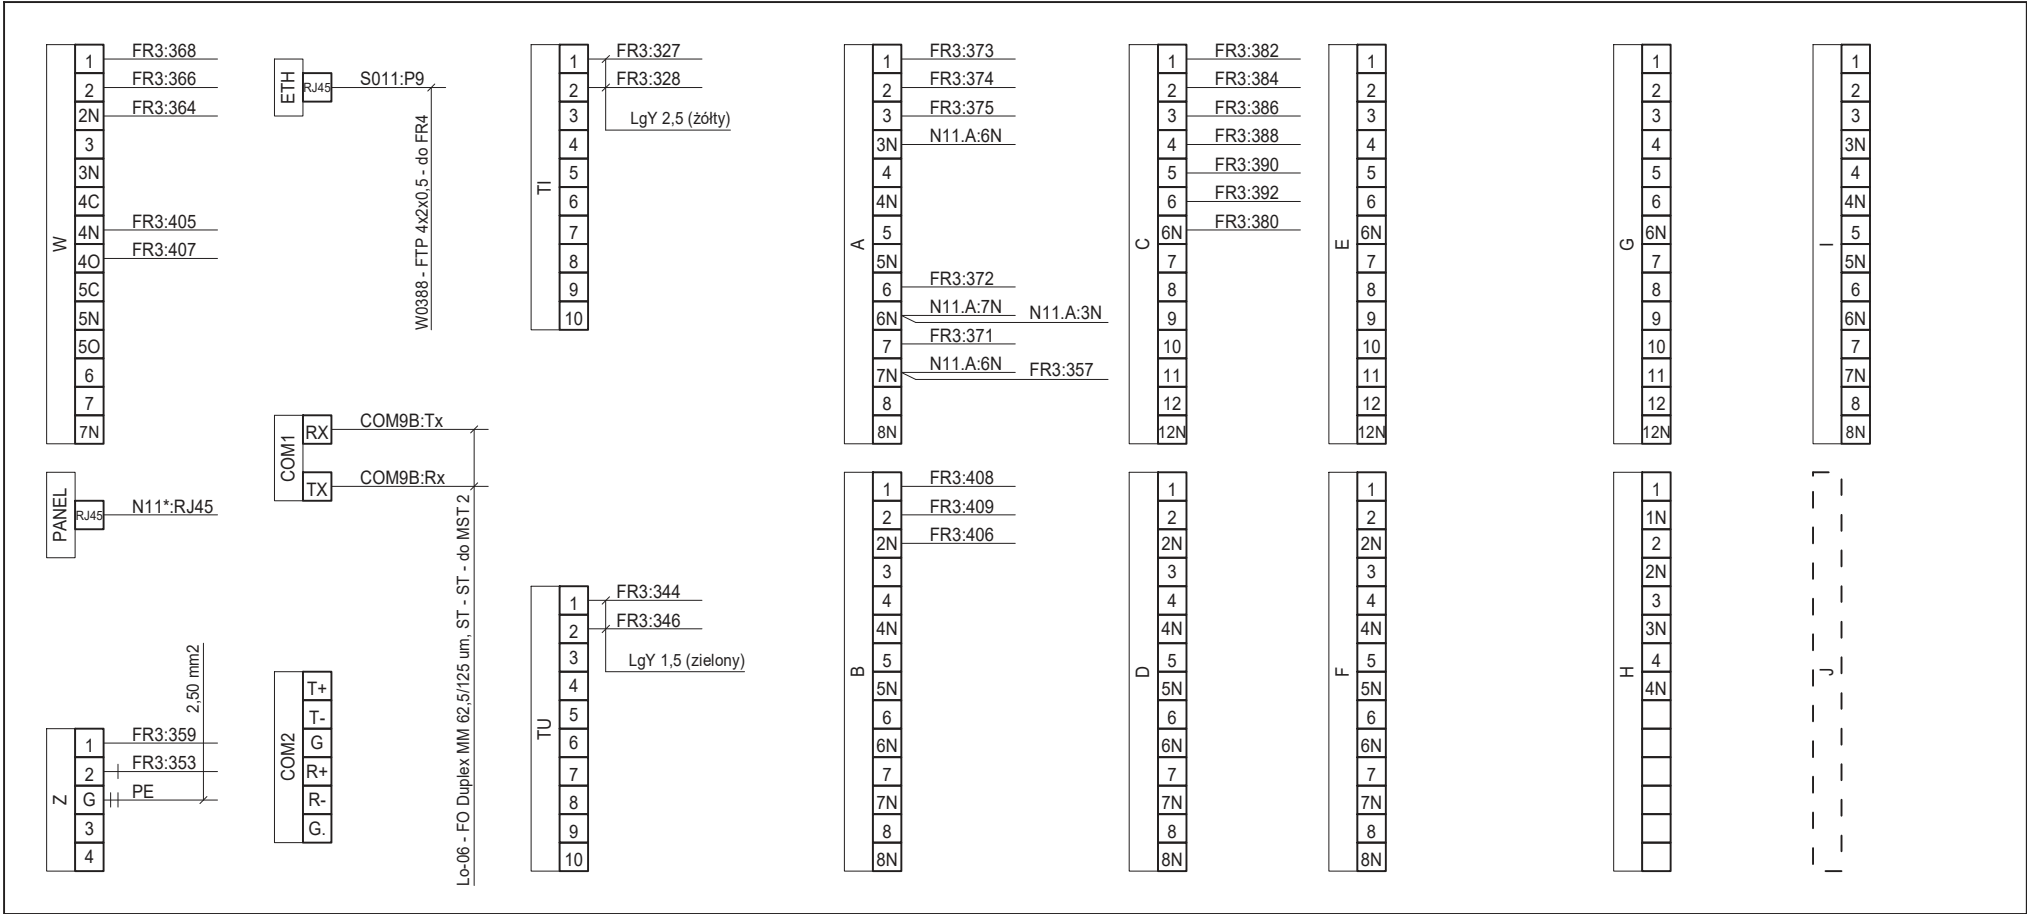 W
1 FR3:368
2 FR3:366
2N FR3:364
3
3N
4C
4N FR3:405
4O FR3:407
5C
5N
5O
6
7
7N
PANEL
RJ45 N11*:RJ45
2,50 mm2
Z
1 FR3:359
2 FR3:353
G PE
3
4
ETH
RJ45 S011:P9
W0388 - FTP 4x2x0,5 - do FR4
COM1
RX COM9B:Tx
TX COM9B:Rx
Lo-06 - FO Duplex MM 62,5/125 um, ST - ST - do MST 2
COM2
T+
T-
G
R+
R-
G.
TI
1 FR3:327
2 FR3:328
LgY 2,5 (żółty)
3
4
5
6
7
8
9
10
TU
1 FR3:344
2 FR3:346
LgY 1,5 (zielony)
3
4
5
6
7
8
9
10
A
1 FR3:373
2 FR3:374
3 FR3:375
3N N11.A:6N
4
4N
5
5N
6 FR3:372
6N N11.A:7N N11.A:3N
7 FR3:371
7N N11.A:6N FR3:357
8
8N
B
1 FR3:408
2 FR3:409
2N FR3:406
3
4
4N
5
5N
6
6N
7
7N
8
8N
C
1 FR3:382
2 FR3:384
3 FR3:386
4 FR3:388
5 FR3:390
6 FR3:392
6N FR3:380
7
8
9
10
11
12
12N
D
1
2
2N
3
4
4N
5
5N
6
6N
7
7N
8
8N
E
1
2
3
4
5
6
6N
7
8
9
10
11
12
12N
F
1
2
2N
3
4
4N
5
5N
6
6N
7
7N
8
8N
G
1
2
3
4
5
6
6N
7
8
9
10
11
12
12N
H
1
1N
2
2N
3
3N
4
4N
I
1
2
3
3N
4
4N
5
5N
6
6N
7
7N
8
8N
J